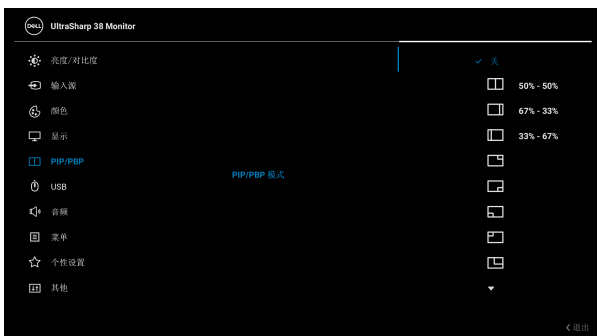 DELL UltraSharp 38 Monitor
亮度/对比度
关
输入源
50% - 50%
颜色
67% - 33%
显示
33% - 67%
PIP/PBP
PIP/PBP 模式
USB
音频
菜单
个性设置
其他
退出